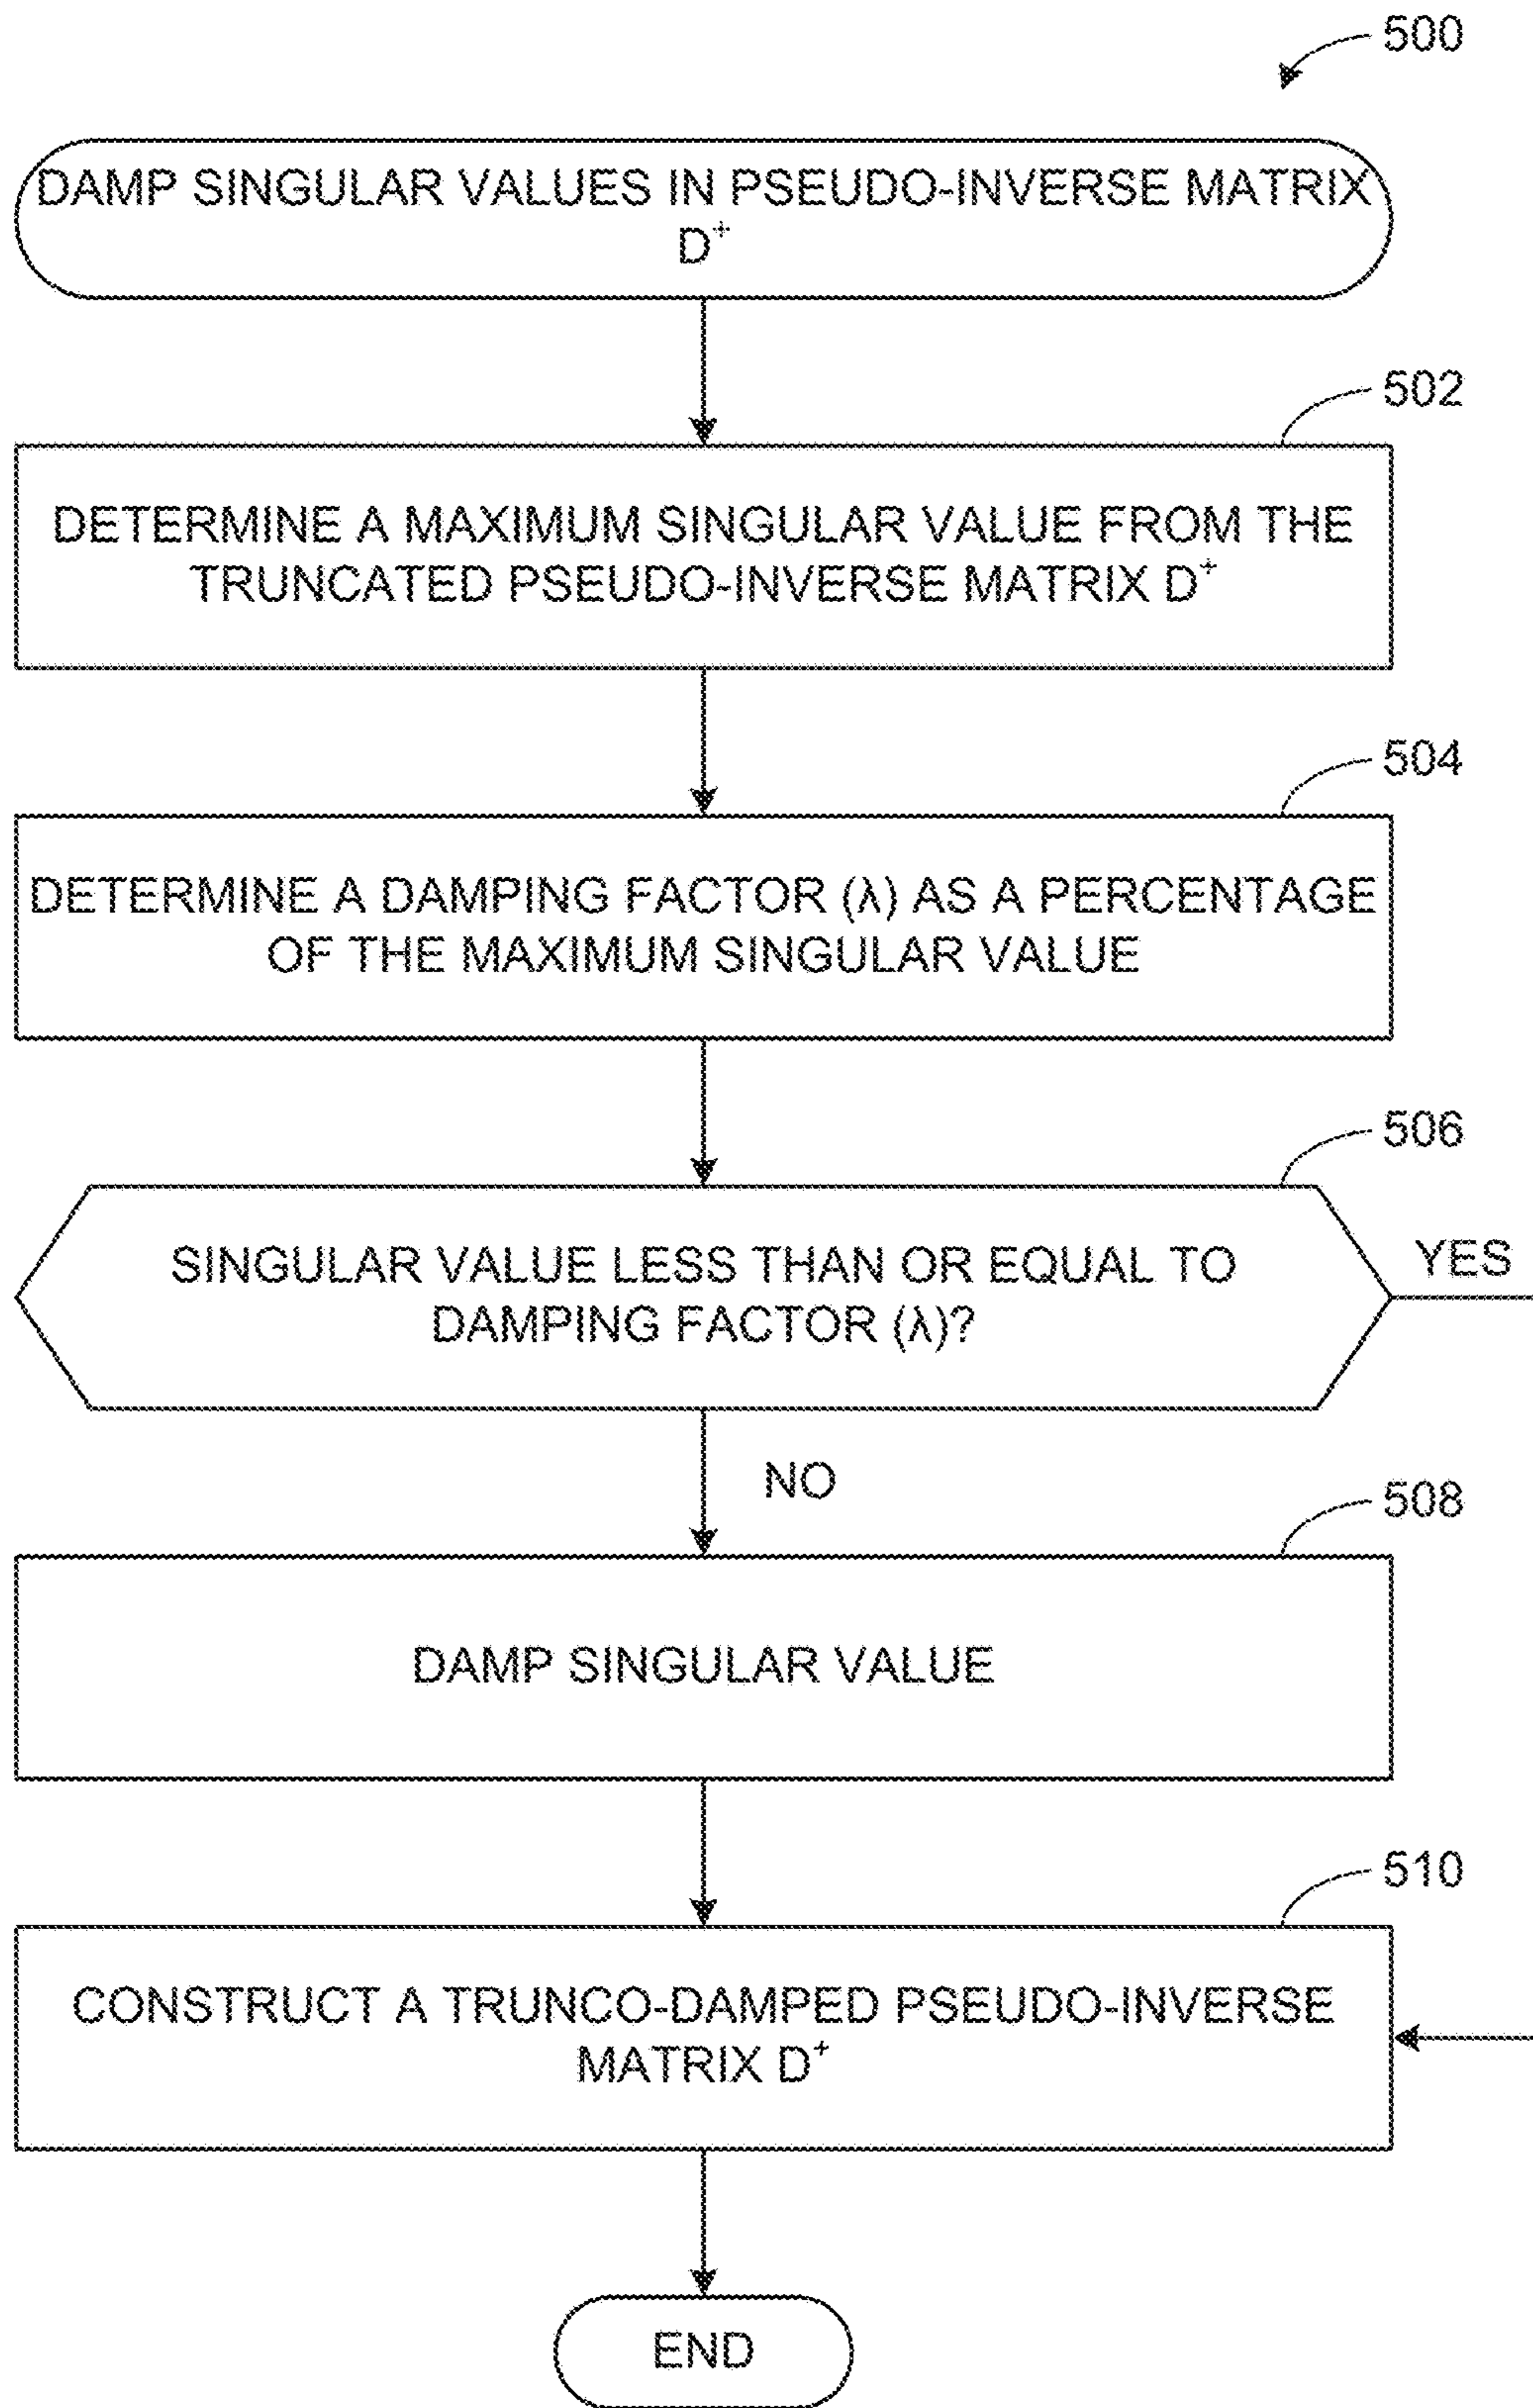 500
DAMP SINGULAR VALUES IN PSEUDO-INVERSE MATRIX
D⁺
502
DETERMINE A MAXIMUM SINGULAR VALUE FROM THE
TRUNCATED PSEUDO-INVERSE MATRIX D⁺
504
DETERMINE A DAMPING FACTOR (λ) AS A PERCENTAGE
OF THE MAXIMUM SINGULAR VALUE
506
SINGULAR VALUE LESS THAN OR EQUAL TO
DAMPING FACTOR (λ)?
YES
NO
508
DAMP SINGULAR VALUE
510
CONSTRUCT A TRUNCO-DAMPED PSEUDO-INVERSE
MATRIX D⁺
END